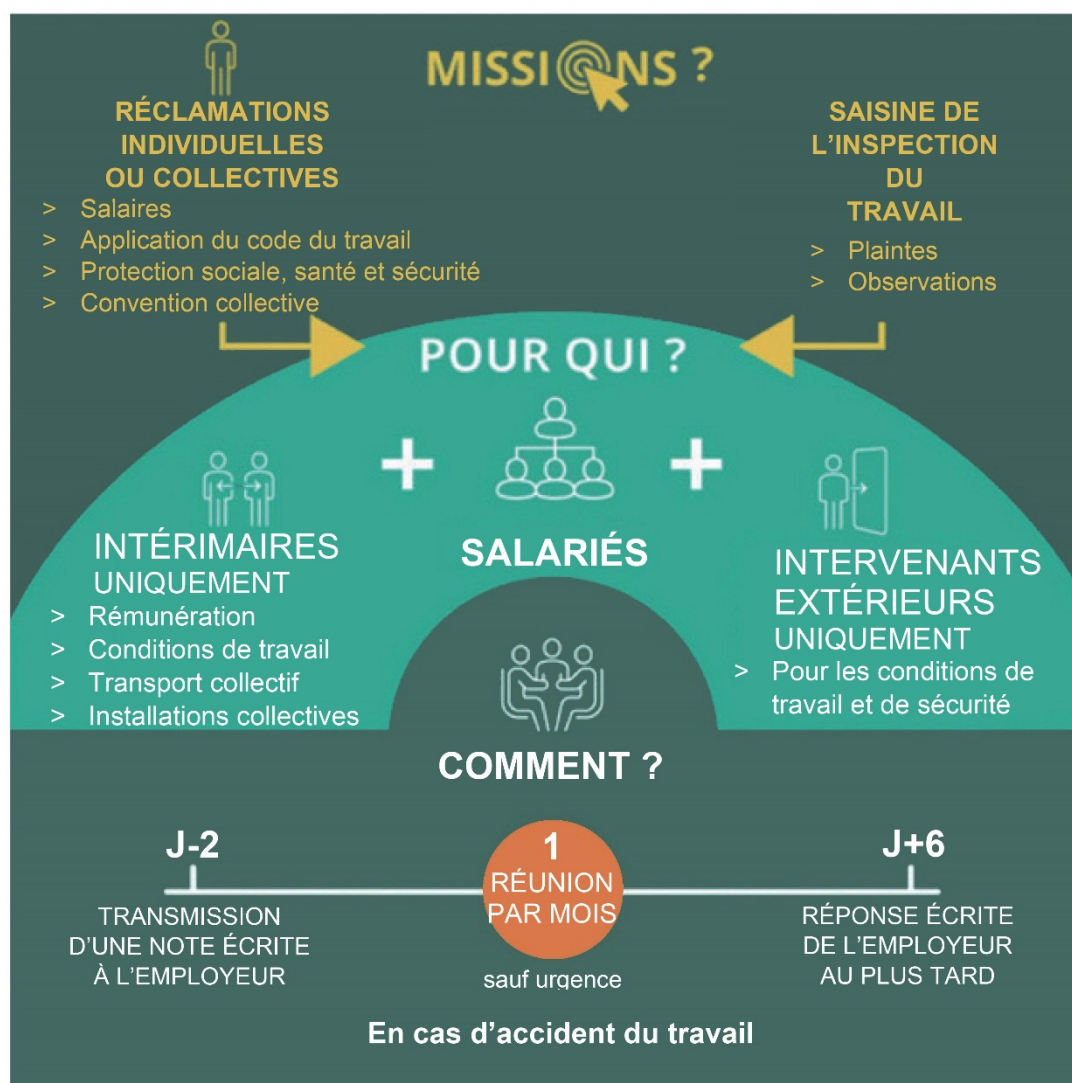 MISSIONS ?
RÉCLAMATIONS
INDIVIDUELLES
OU COLLECTIVES
> Salaires
> Application du code du travail
> Protection sociale, santé et sécurité
> Convention collective
SAISINE DE
L’INSPECTION
DU
TRAVAIL
> Plaintes
> Observations
POUR QUI ?
INTÉRIMAIRES
UNIQUEMENT
> Rémunération
> Conditions de travail
> Transport collectif
> Installations collectives
+
SALARIÉS
+
INTERVENANTS
EXTÉRIEURS
UNIQUEMENT
> Pour les conditions de
travail et de sécurité
COMMENT ?
J-2
TRANSMISSION
D’UNE NOTE ÉCRITE
À L’EMPLOYEUR
1
RÉUNION
PAR MOIS
sauf urgence
J+6
RÉPONSE ÉCRITE
DE L’EMPLOYEUR
AU PLUS TARD
En cas d’accident du travail